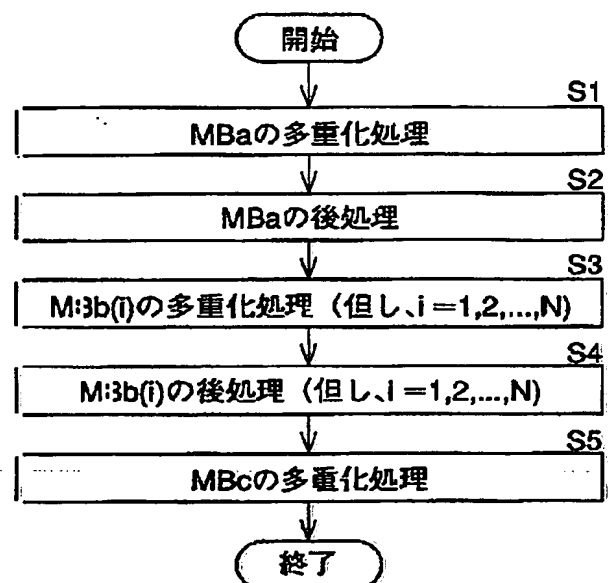 開始
S1
MBaの多重化処理
S2
MBaの後処理
S3
MBb(i)の多重化処理（但し、i=1,2,...,N）
S4
MBb(i)の後処理（但し、i=1,2,...,N）
S5
MBcの多重化処理
終了